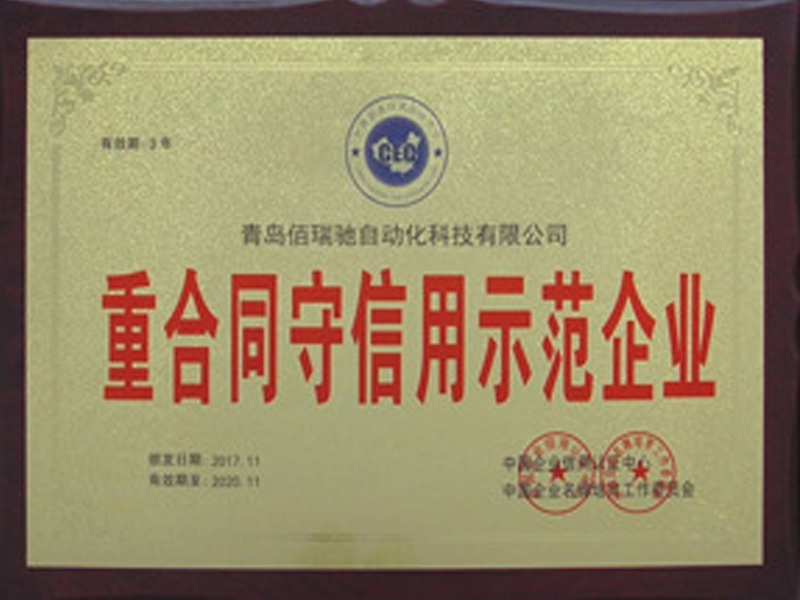 CEC
有效期：3年
青岛佰瑞驰自动化科技有限公司
重合同守信用示范企业
颁发日期：2017.11
有效期至：2020.11
中国企业信用认证中心
中国企业名牌培育工作委员会